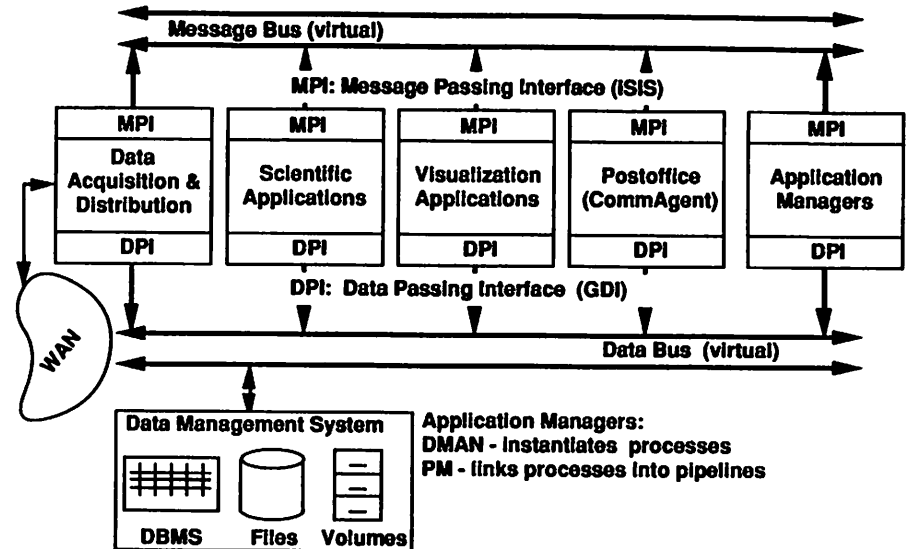 Message Bus (virtual)
MPI: Message Passing Interface (ISIS)
MPI
MPI
MPI
MPI
MPI
Data
Acquisition &
Distribution
Scientific
Applications
Visualization
Applications
Postoffice
(CommAgent)
Application
Managers
DPI
DPI
DPI
DPI
DPI
DPI: Data Passing Interface (GDI)
WAN
Data Bus (virtual)
Data Management System
DBMS
Files
Volumes
Application Managers:
DMAN - instantiates processes
PM - links processes into pipelines